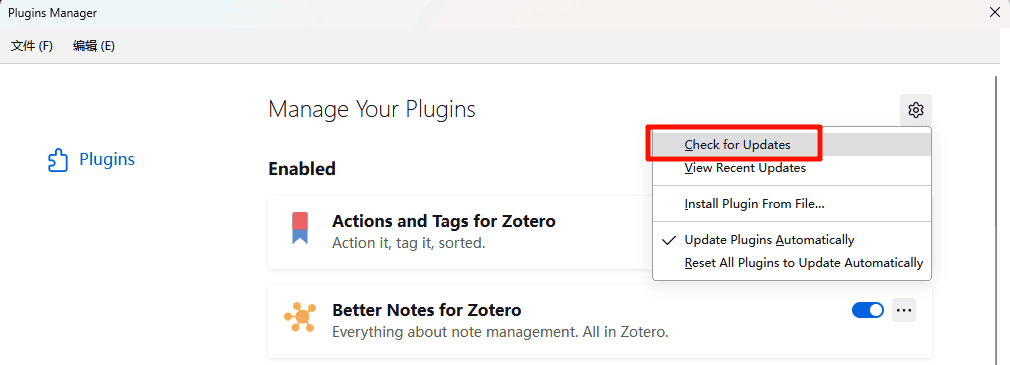 Plugins Manager
文件 (F) 编辑 (E)
Manage Your Plugins
Plugins
Check for Updates
View Recent Updates
Install Plugin From File...
Update Plugins Automatically
Reset All Plugins to Update Automatically
Enabled
Actions and Tags for Zotero
Action it, tag it, sorted.
Better Notes for Zotero
Everything about note management. All in Zotero.